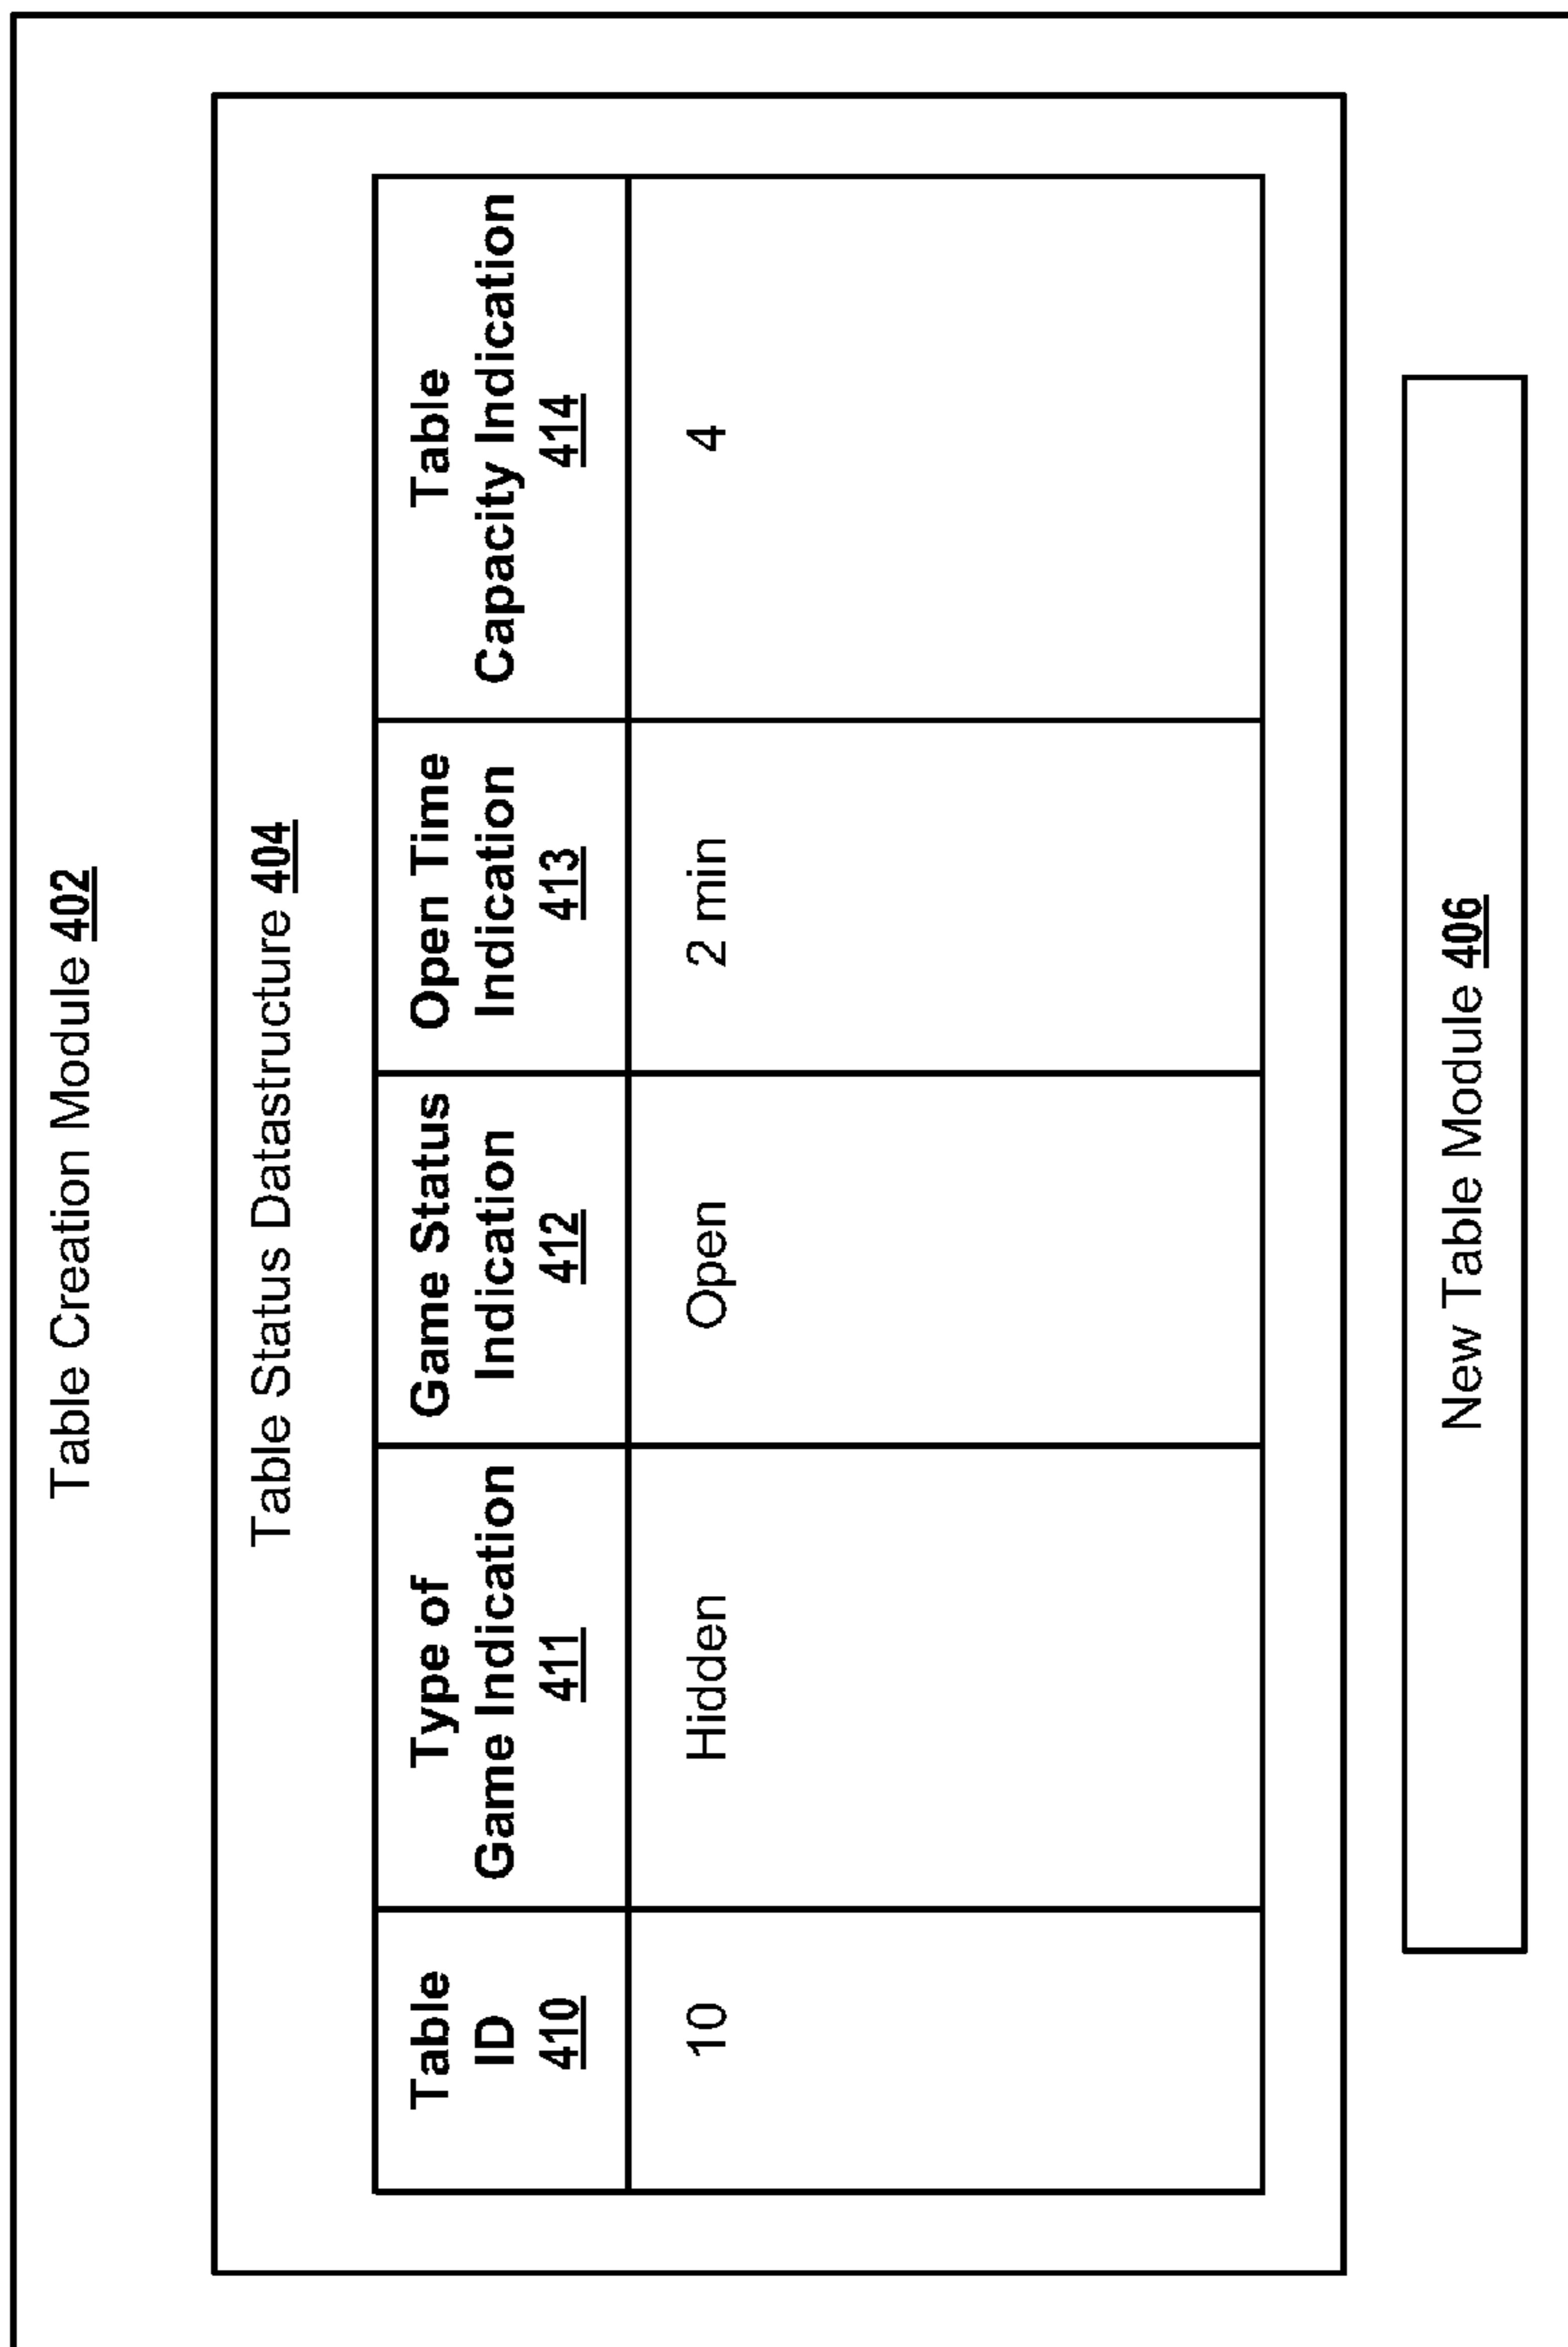 Table Creation Module 402
Table Status Datastructure 404
Table
ID
410
Type of
Game Indication
411
Game Status
Indication
412
Open Time
Indication
413
Table
Capacity Indication
414
10
Hidden
Open
2 min
4
New Table Module 406